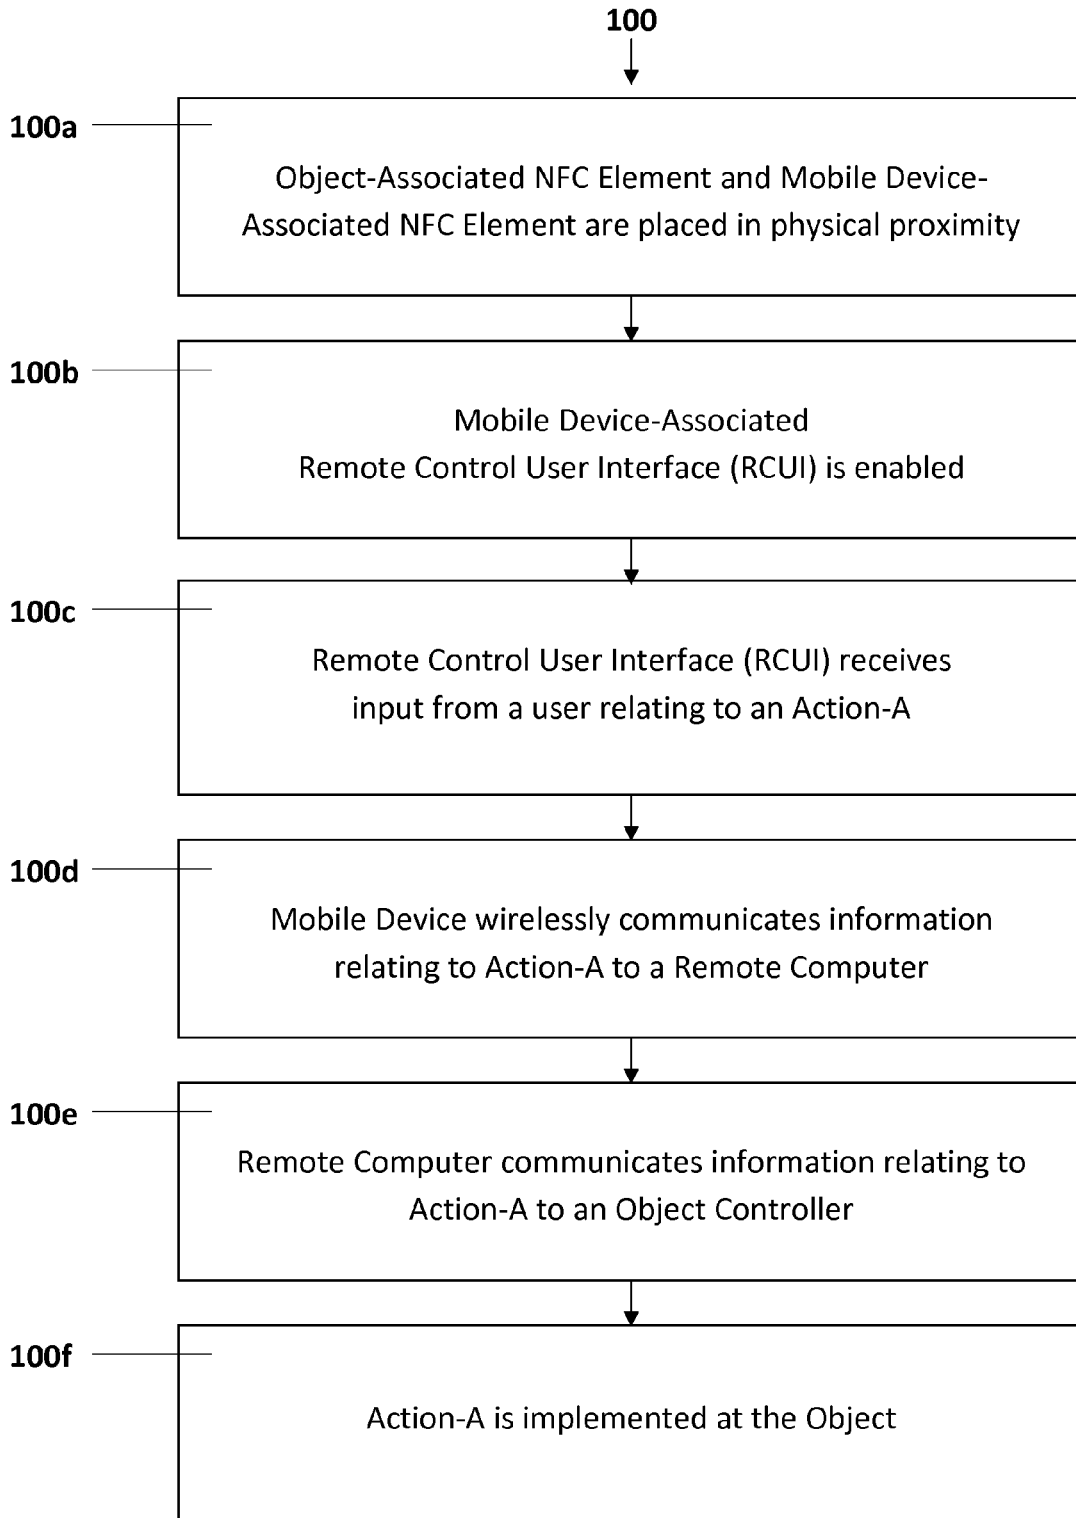 100
100a
Object-Associated NFC Element and Mobile Device-
Associated NFC Element are placed in physical proximity
100b
Mobile Device-Associated
Remote Control User Interface (RCUI) is enabled
100c
Remote Control User Interface (RCUI) receives
input from a user relating to an Action-A
100d
Mobile Device wirelessly communicates information
relating to Action-A to a Remote Computer
100e
Remote Computer communicates information relating to
Action-A to an Object Controller
100f
Action-A is implemented at the Object